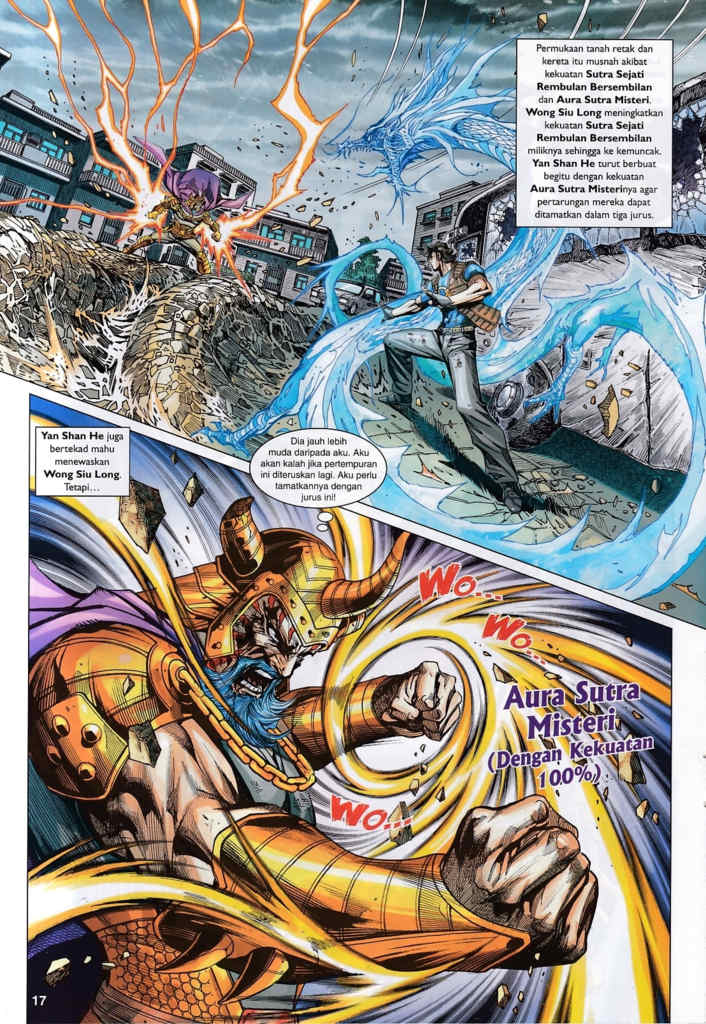 Permukaan tanah retak dan
kereta itu musnah akibat
kekuatan Sutra Sejati
Rembulan Bersembilan
dan Aura Sutra Misteri.
Wong Siu Long meningkatkan
kekuatan Sutra Sejati
Rembulan Bersembilan
miliknya sehingga ke kemuncak.
Yan Shan He turut berbuat
begitu dengan kekuatan
Aura Sutra Misterinya agar
pertarungan mereka dapat
ditamatkan dalam tiga jurus.
Yan Shan He juga
bertekad mahu
menewaskan
Wong Siu Long.
Tetapi...
Dia jauh lebih
muda daripada aku. Aku
akan kalah jika pertempuran
ini diteruskan lagi. Aku perlu
tamatkannya dengan
jurus ini!
Wo...
Wo...
Aura Sutra
Misteri
(Dengan Kekuatan
100%)
Wo...
17